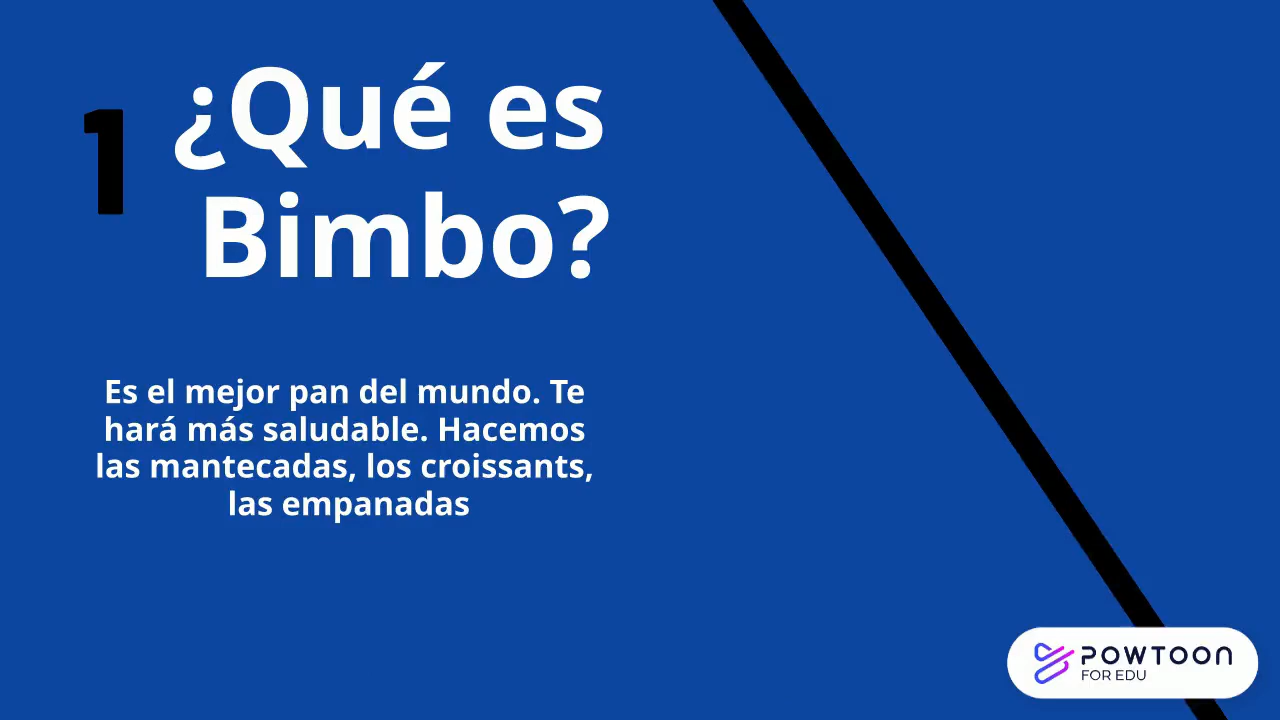 1
¿Qué es
Bimbo?
Es el mejor pan del mundo. Te
hará más saludable. Hacemos
las mantecadas, los croissants,
las empanadas
POWTOON
FOR EDU